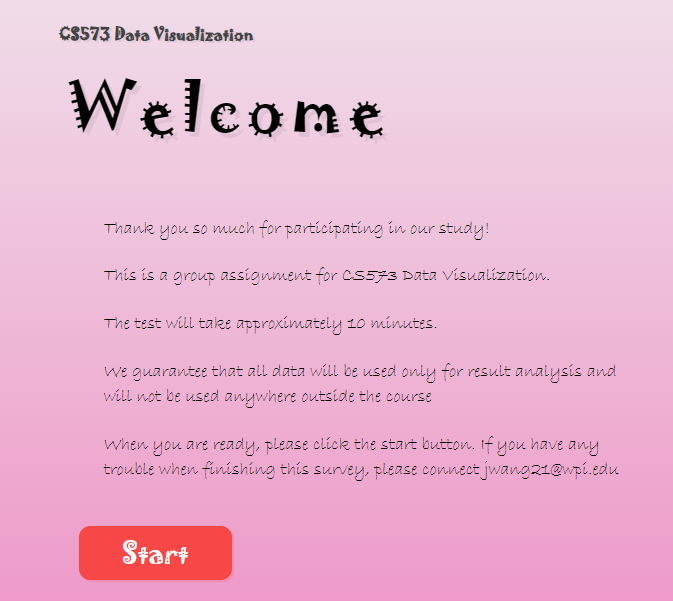 CS573 Data Visualization
Welcome
Thank you so much for participating in our study!
This is a group assignment for CS573 Data Visualization.
The test will take approximately 10 minutes.
We guarantee that all data will be used only for result analysis and
will not be used anywhere outside the course
When you are ready, please click the start button. If you have any
trouble when finishing this survey, please connect jwang21@wpi.edu
Start